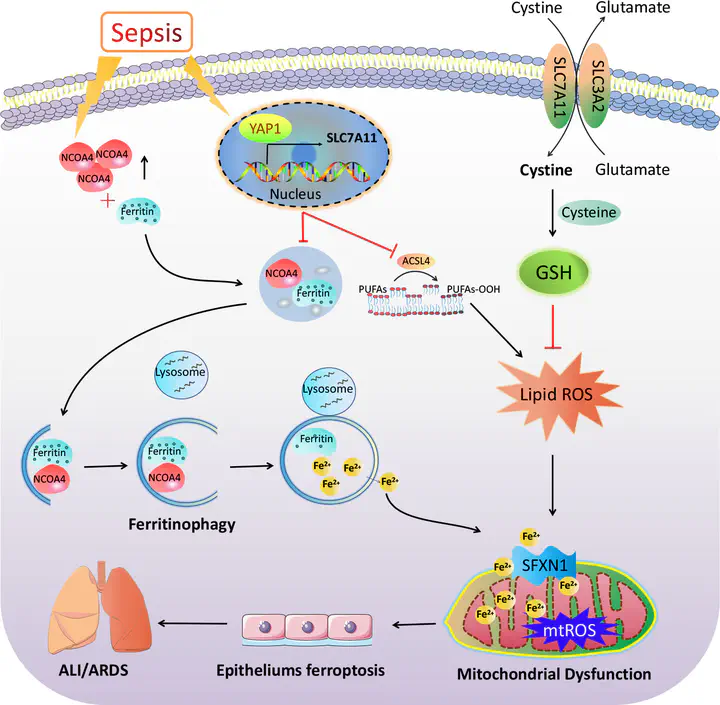 Cystine
Glutamate
Sepsis
SLC7A11
SLC3A2
YAP1
SLC7A11
Nucleus
NCOA4
NCOA4
NCOA4
+
Ferritin
Cystine
Glutamate
Cysteine
GSH
NCOA4
Ferritin
ACSL4
PUFAs
PUFAs-OOH
Lipid ROS
Lysosome
Lysosome
Ferritin
NCOA4
Ferritin
NCOA4
Ferritin
Fe²⁺
Fe²⁺
Fe²⁺
Fe²⁺
Fe²⁺
Ferritinophagy
Fe²⁺
Fe²⁺
SFXN1
Fe²⁺
Fe²⁺
Fe²⁺
Fe²⁺
mtROS
ALI/ARDS
Epitheliums ferroptosis
Mitochondrial Dysfunction